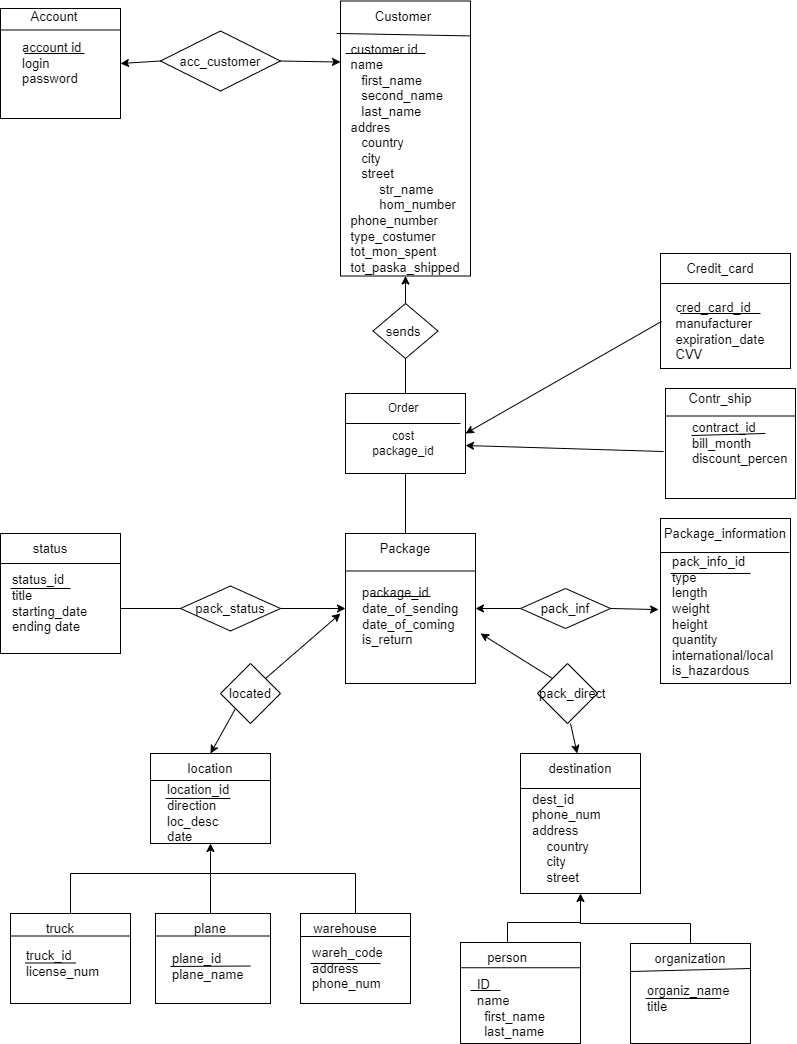 Account
account id
login
password
acc_customer
Customer
customer id
name
first_name
second_name
last_name
addres
country
city
street
str_name
hom_number
phone_number
type_costumer
tot_mon_spent
tot_paska_shipped
sends
Credit_card
cred_card_id
manufacturer
expiration_date
CVV
Order
cost
package_id
Contr_ship
contract_id
bill_month
discount_percen
status
status_id
title
starting_date
ending date
pack_status
Package
package_id
date_of_sending
date_of_coming
is_return
pack_inf
Package_information
pack_info_id
type
length
weight
height
quantity
international/local
is_hazardous
located
pack_direct
location
location_id
direction
loc_desc
date
destination
dest_id
phone_num
address
country
city
street
truck
truck_id
license_num
plane
plane_id
plane_name
warehouse
wareh_code
address
phone_num
person
ID
name
first_name
last_name
organization
organiz_name
title